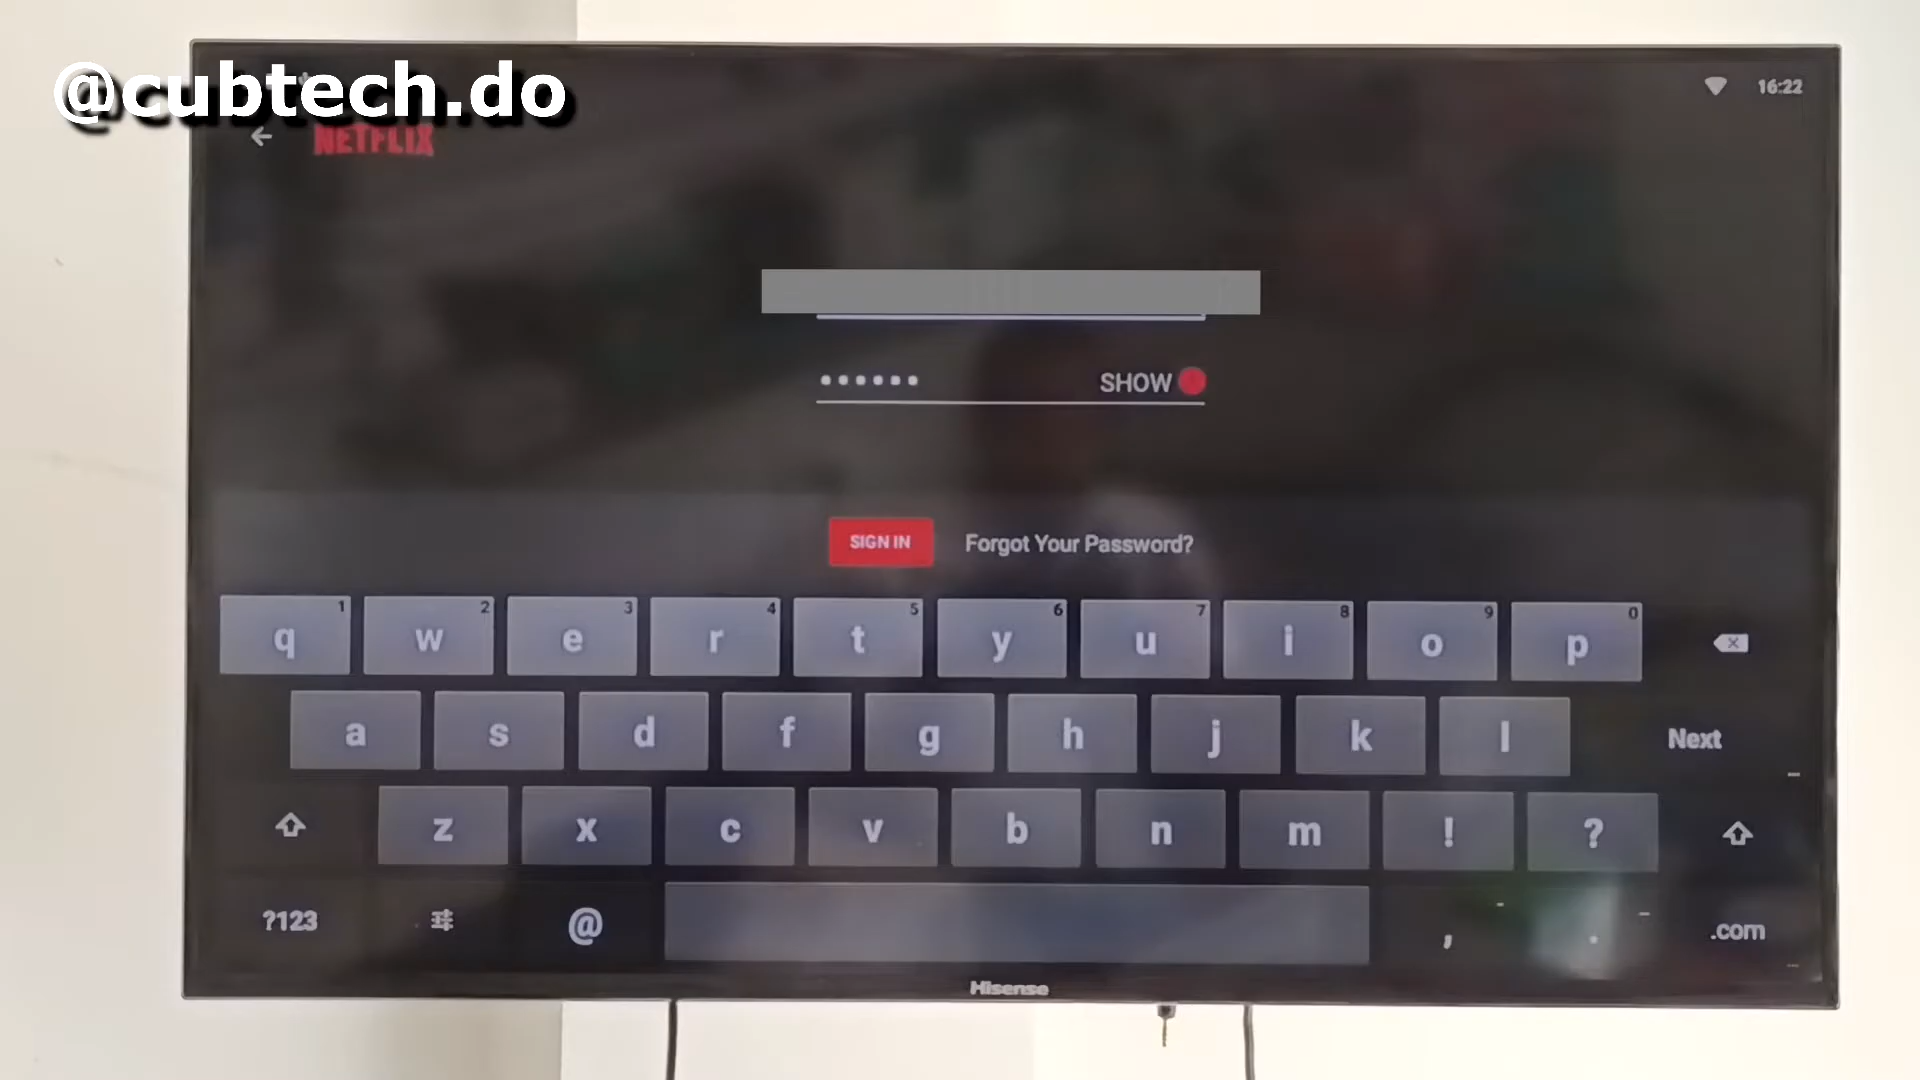 @cubtech.do
16:22
NETFLIX
SHOW
SIGN IN Forgot Your Password?
q 1 w 2 e 3 r 4 t 5 y 6 u 7 i 8 o 9 p 0
a s d f g h j k l Next
z x c v b n m ! ?
?123 @ , . .com
Hisense